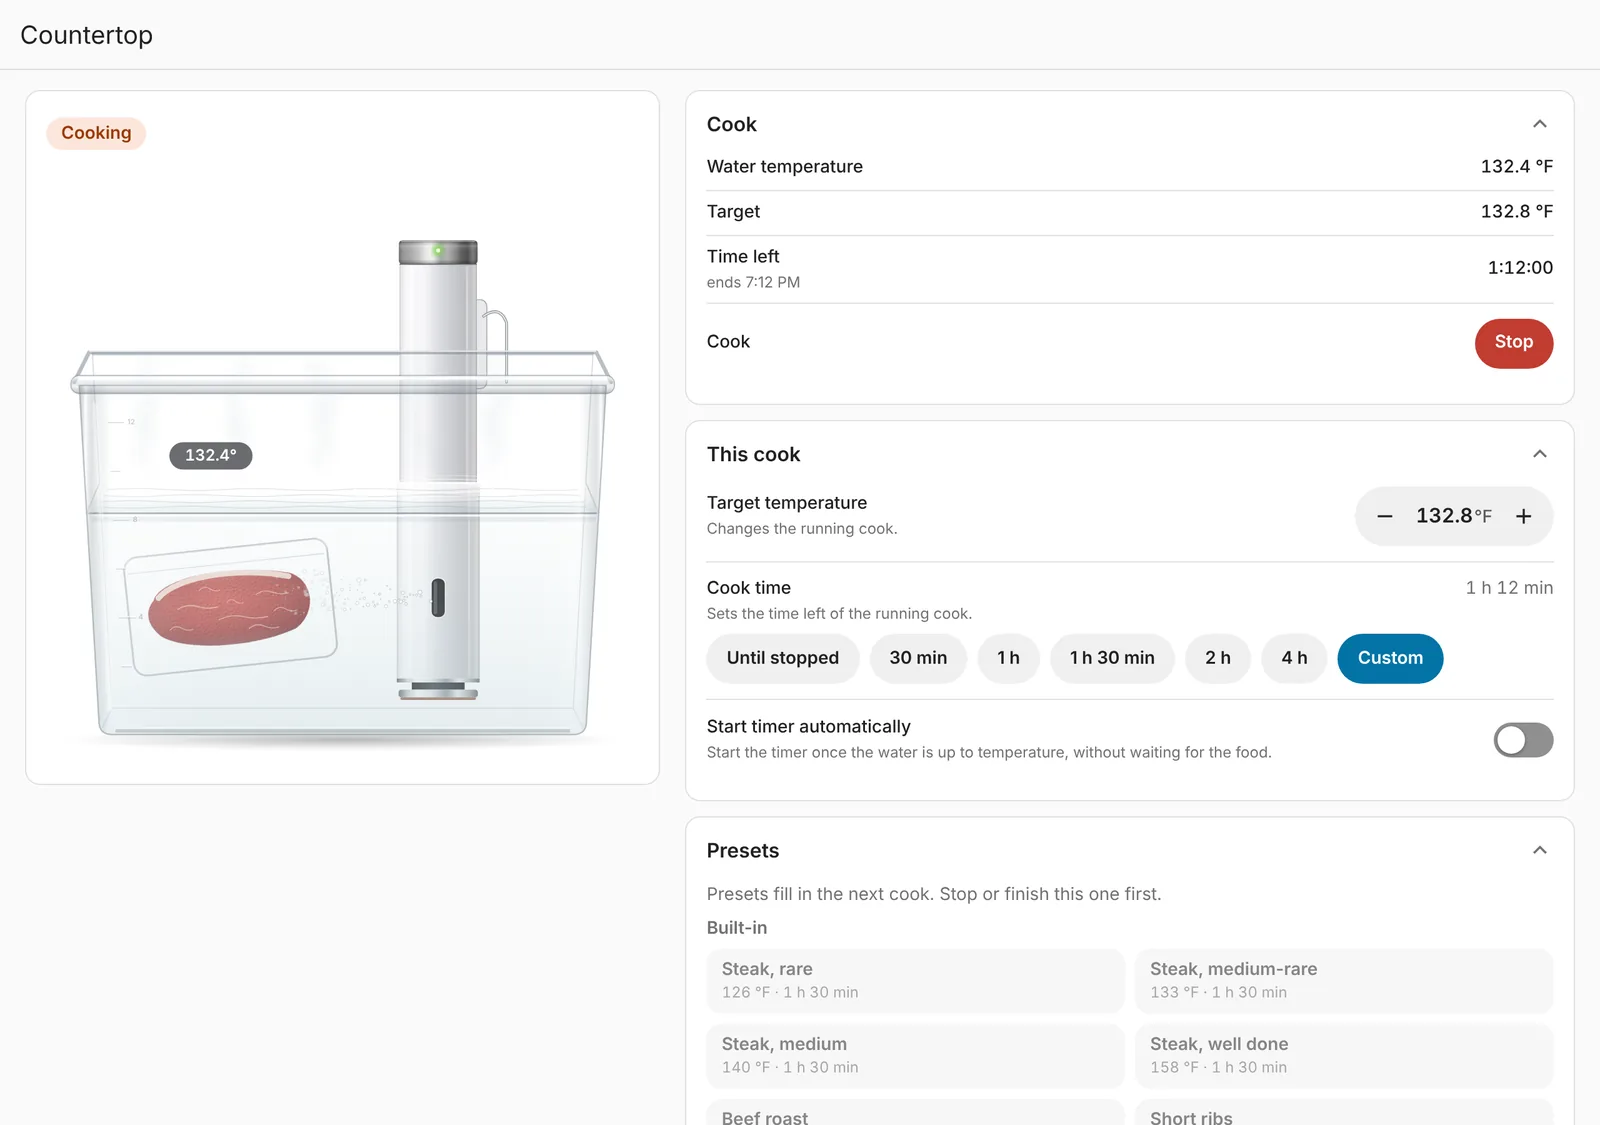 Countertop
Cooking
12
132.4°
8
4
Cook
Water temperature
132.4 °F
Target
132.8 °F
Time left
ends 7:12 PM
1:12:00
Cook
Stop
This cook
Target temperature
Changes the running cook.
− 132.8°F +
Cook time
1 h 12 min
Sets the time left of the running cook.
Until stopped
30 min
1 h
1 h 30 min
2 h
4 h
Custom
Start timer automatically
Start the timer once the water is up to temperature, without waiting for the food.
Presets
Presets fill in the next cook. Stop or finish this one first.
Built-in
Steak, rare
126 °F · 1 h 30 min
Steak, medium-rare
133 °F · 1 h 30 min
Steak, medium
140 °F · 1 h 30 min
Steak, well done
158 °F · 1 h 30 min
Beef roast
Short ribs